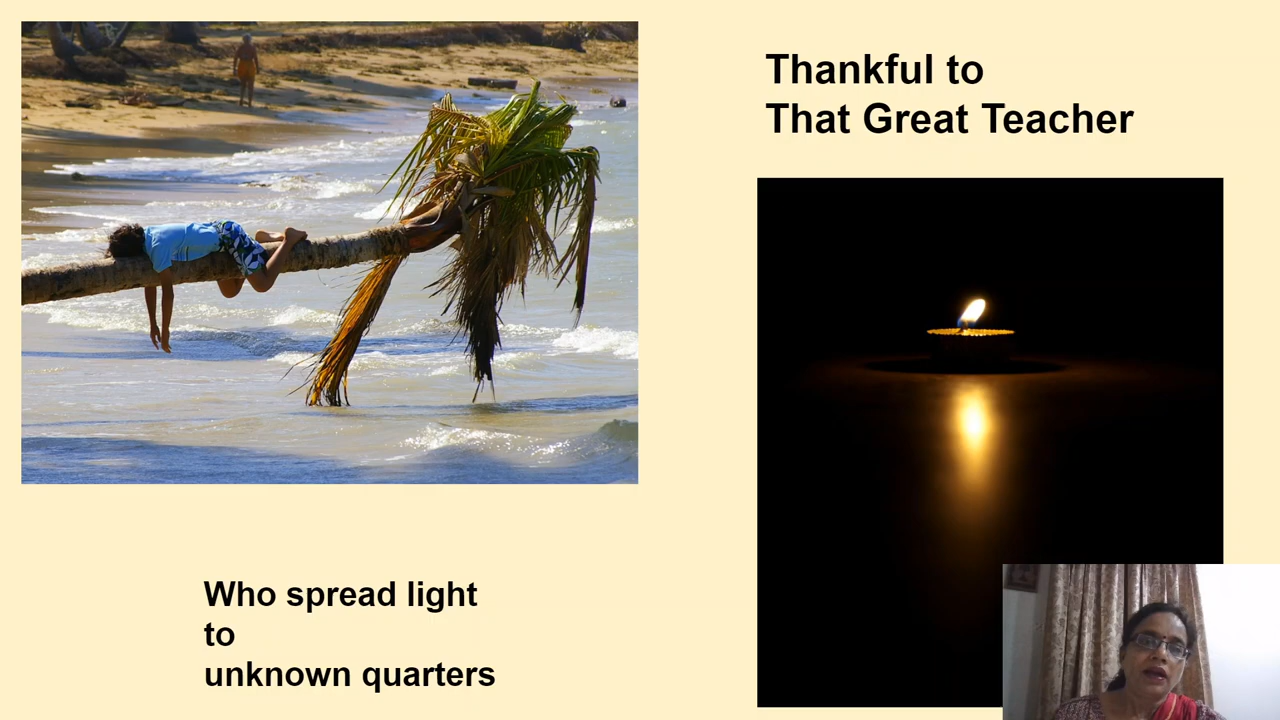 Thankful to
That Great Teacher
Who spread light
to
unknown quarters